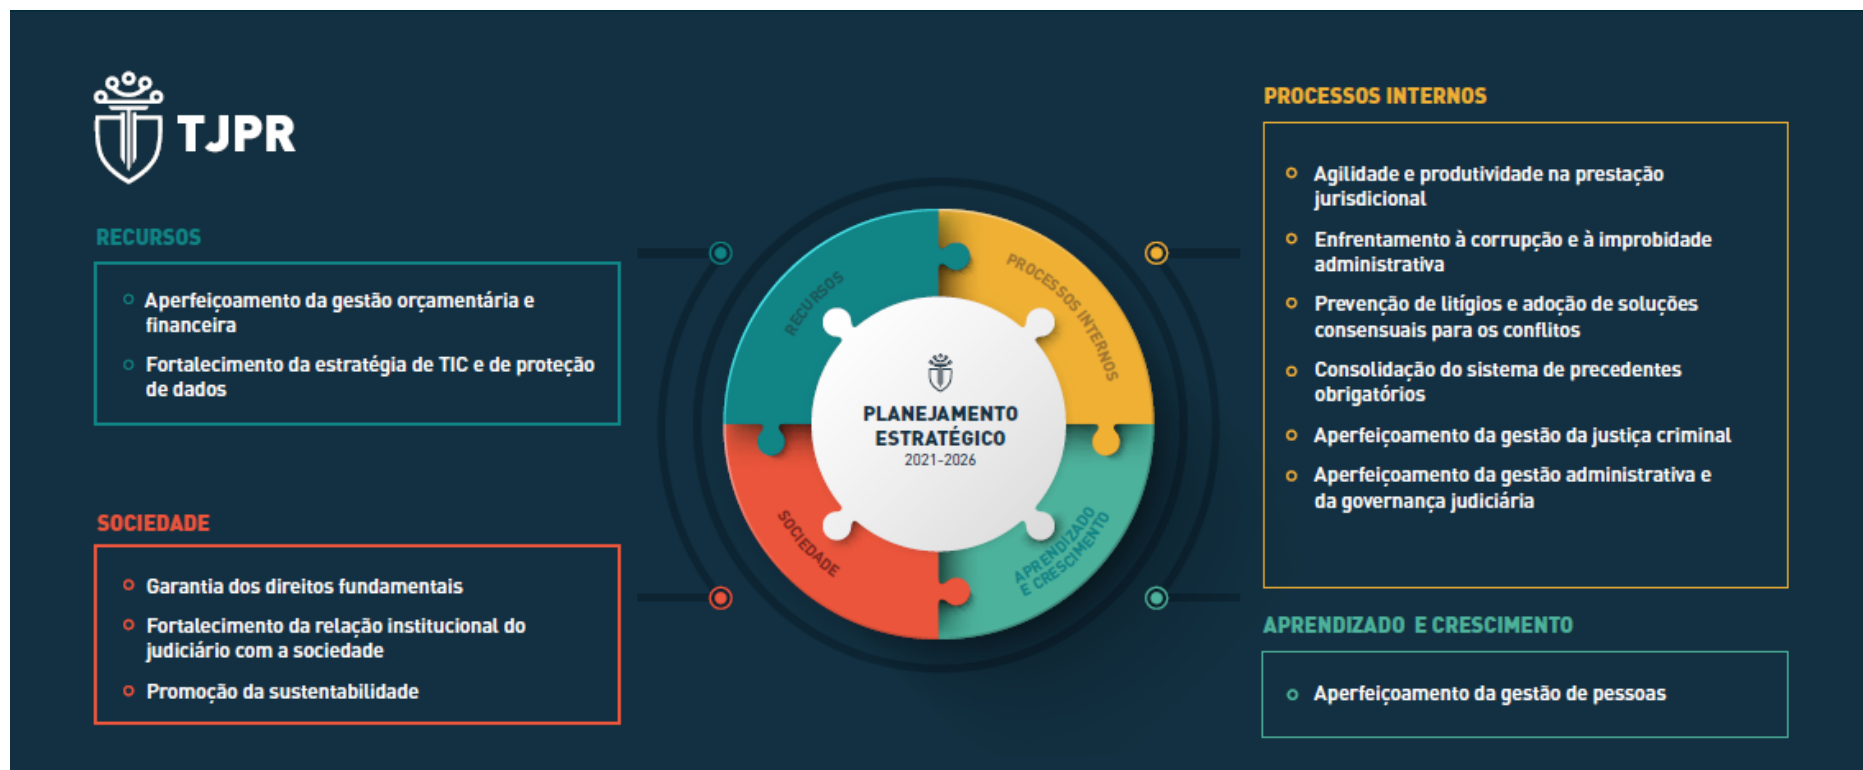 TJPR
RECURSOS
Aperfeiçoamento da gestão orçamentária e
financeira
Fortalecimento da estratégia de TIC e de proteção
de dados
SOCIEDADE
Garantia dos direitos fundamentais
Fortalecimento da relação institucional do
judiciário com a sociedade
Promoção da sustentabilidade
RECURSOS
PROCESSOS INTERNOS
PLANEJAMENTO
ESTRATÉGICO
2021-2026
SOCIEDADE
APRENDIZADO
E CRESCIMENTO
PROCESSOS INTERNOS
Agilidade e produtividade na prestação
jurisdicional
Enfrentamento à corrupção e à improbidade
administrativa
Prevenção de litígios e adoção de soluções
consensuais para os conflitos
Consolidação do sistema de precedentes
obrigatórios
Aperfeiçoamento da gestão da justiça criminal
Aperfeiçoamento da gestão administrativa e
da governança judiciária
APRENDIZADO E CRESCIMENTO
Aperfeiçoamento da gestão de pessoas